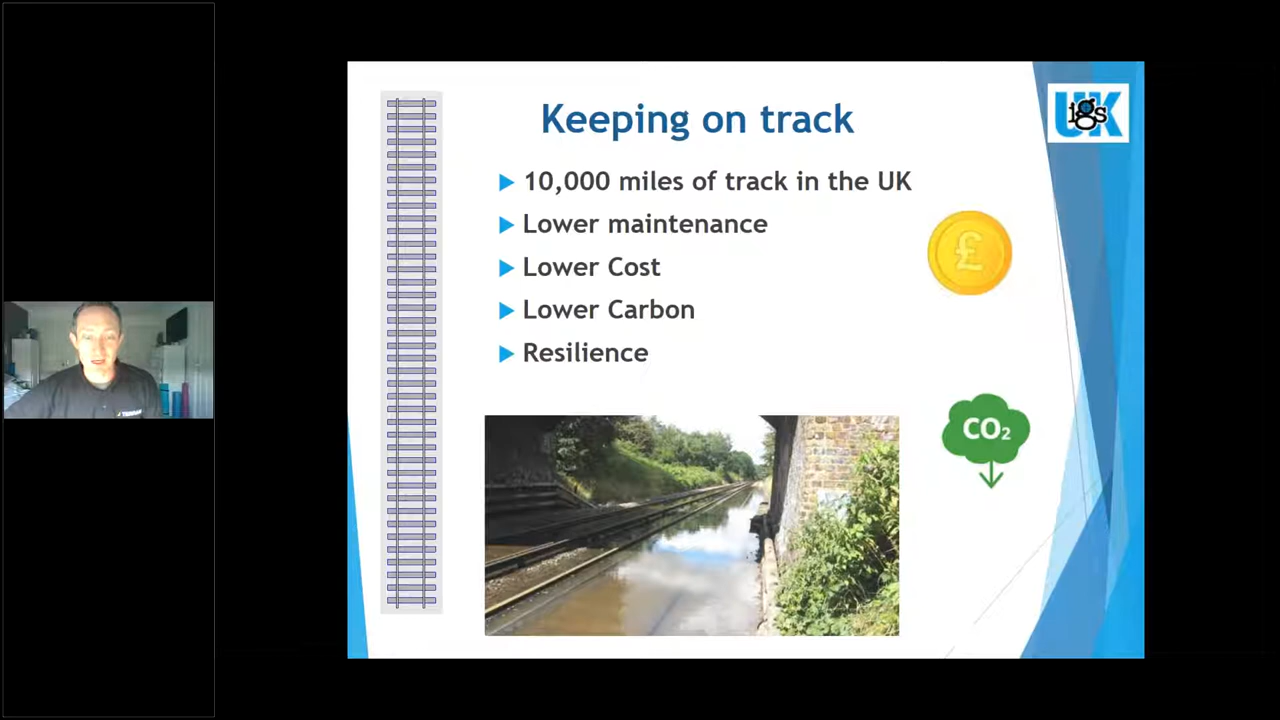 Keeping on track
UK
igs
10,000 miles of track in the UK
Lower maintenance
£
Lower Cost
Lower Carbon
Resilience
CO₂